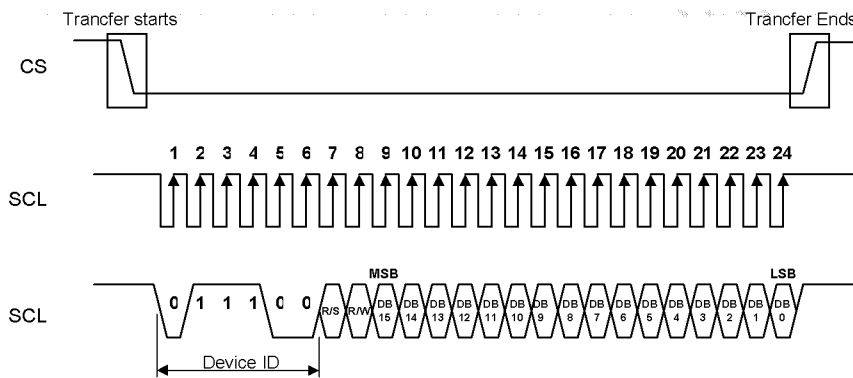 Trancfer starts
Trancfer Ends
CS
1 2 3 4 5 6 7 8 9 10 11 12 13 14 15 16 17 18 19 20 21 22 23 24
SCL
MSB
LSB
SCL
0 1 1 1 0 0 R/S R/W DB 15 DB 14 DB 13 DB 12 DB 11 DB 10 DB 9 DB 8 DB 7 DB 6 DB 5 DB 4 DB 3 DB 2 DB 1 DB 0
Device ID